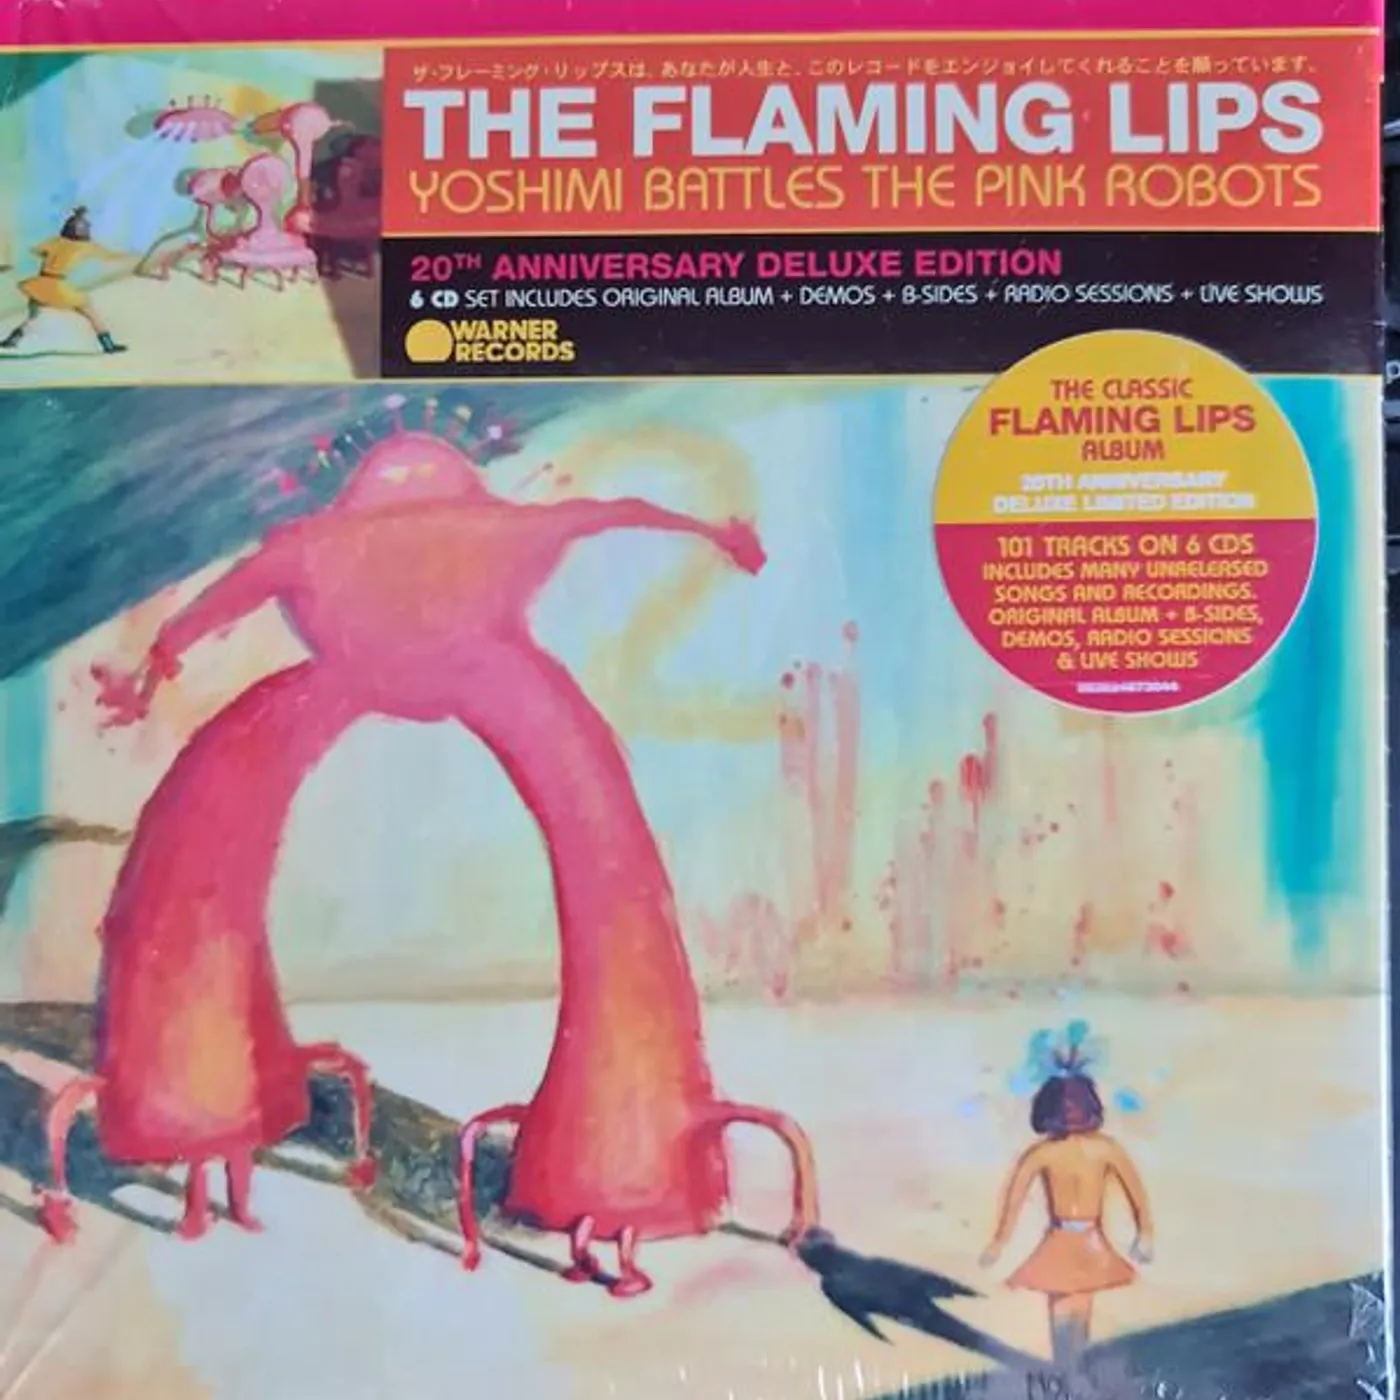 ザ・フレーミング・リップスは、あなたが人生と、このレコードをエンジョイしてくれることを願っています。
THE FLAMING LIPS
YOSHIMI BATTLES THE PINK ROBOTS
20TH ANNIVERSARY DELUXE EDITION
6 CD SET INCLUDES ORIGINAL ALBUM + DEMOS + B-SIDES + RADIO SESSIONS + LIVE SHOWS
WARNER
RECORDS
THE CLASSIC
FLAMING LIPS
ALBUM
20TH ANNIVERSARY
DELUXE LIMITED EDITION
101 TRACKS ON 6 CDS
INCLUDES MANY UNRELEASED
SONGS AND RECORDINGS.
ORIGINAL ALBUM + B-SIDES,
DEMOS, RADIO SESSIONS
& LIVE SHOWS
2